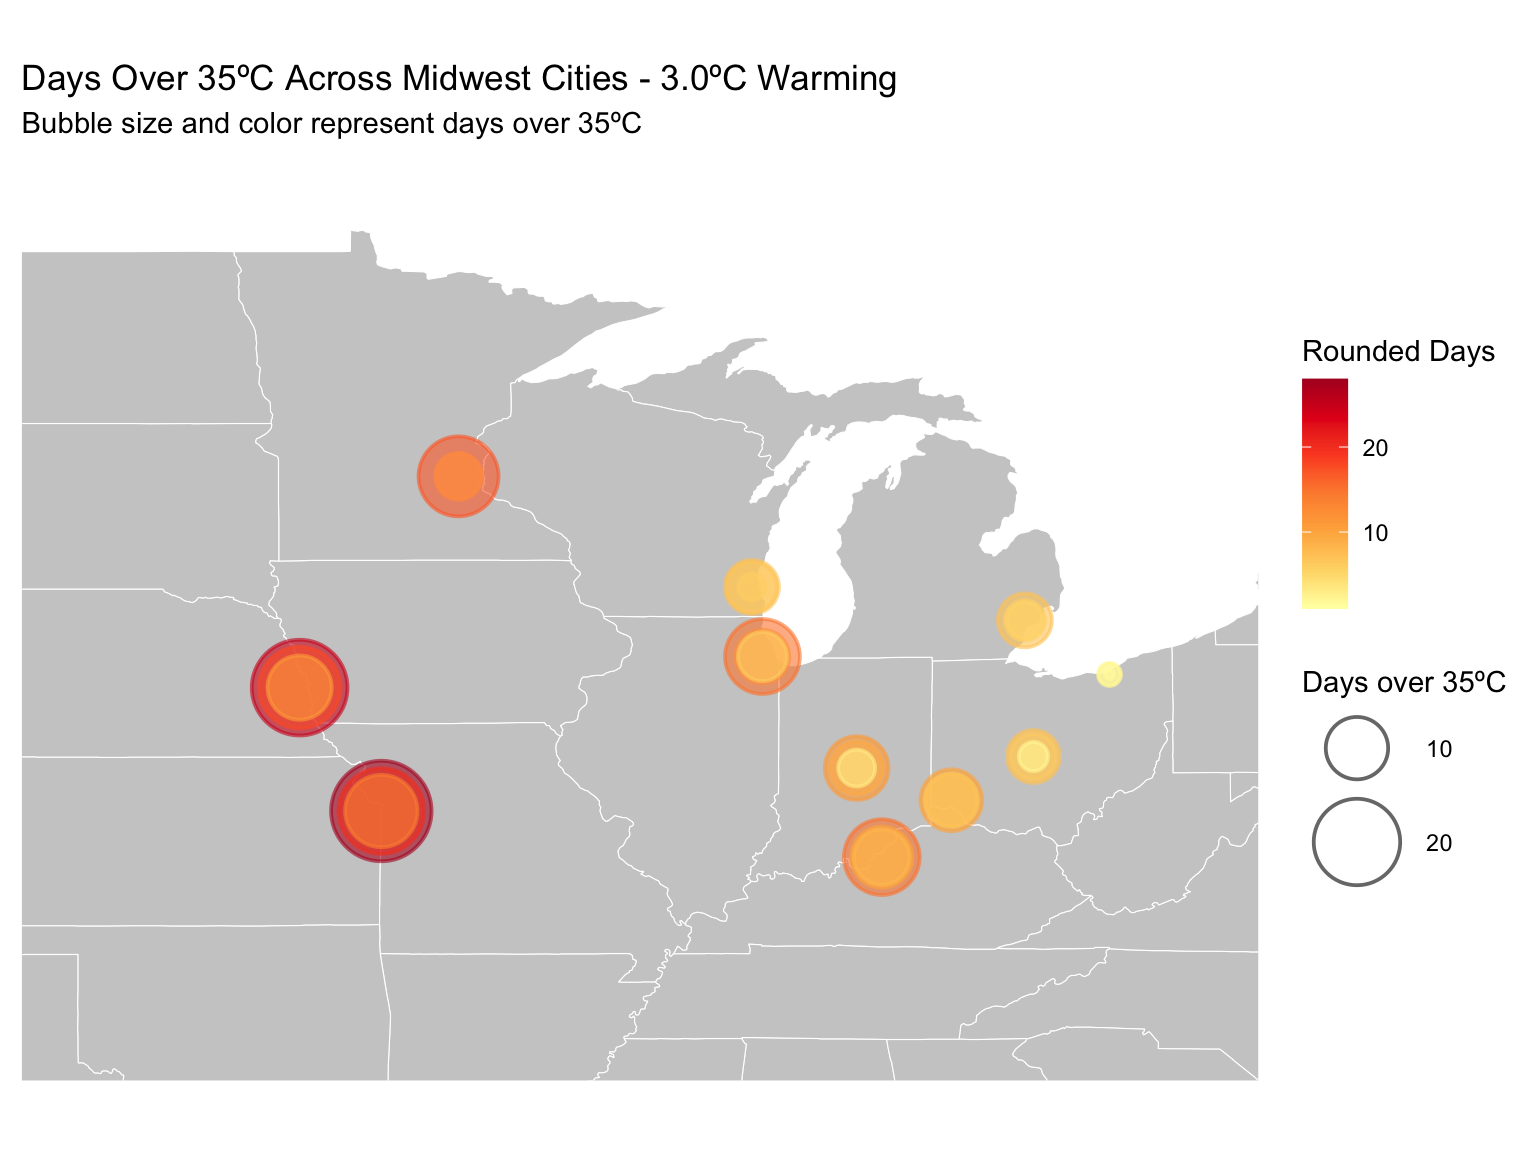 Days Over 35ºC Across Midwest Cities - 3.0ºC Warming
Bubble size and color represent days over 35ºC
Rounded Days
20
10
Days over 35ºC
10
20